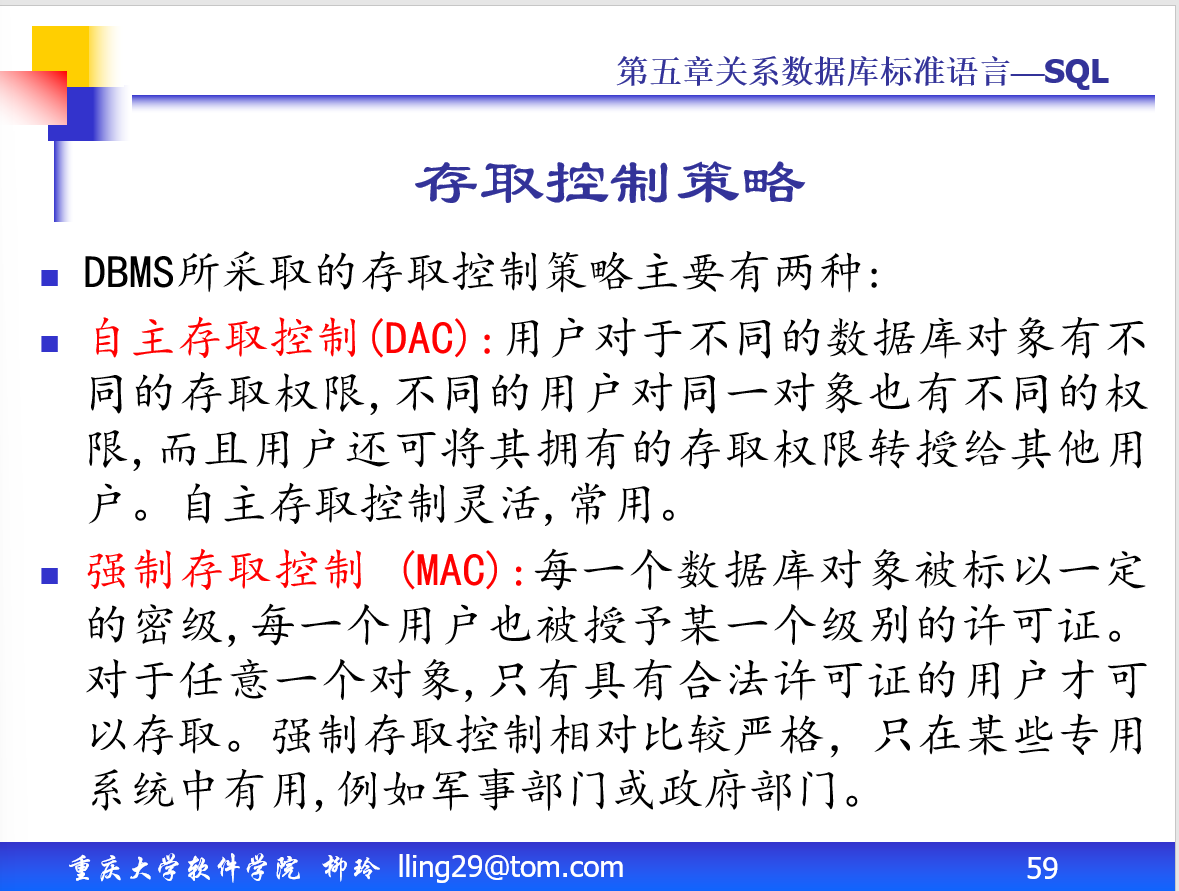 第五章关系数据库标准语言—SQL
存取控制策略
DBMS所采取的存取控制策略主要有两种:
自主存取控制(DAC):用户对于不同的数据库对象有不
同的存取权限,不同的用户对同一对象也有不同的权
限,而且用户还可将其拥有的存取权限转授给其他用
户。自主存取控制灵活,常用。
强制存取控制 (MAC):每一个数据库对象被标以一定
的密级,每一个用户也被授予某一个级别的许可证。
对于任意一个对象,只有具有合法许可证的用户才可
以存取。强制存取控制相对比较严格，只在某些专用
系统中有用,例如军事部门或政府部门。
重庆大学软件学院 柳玲 lling29@tom.com 59